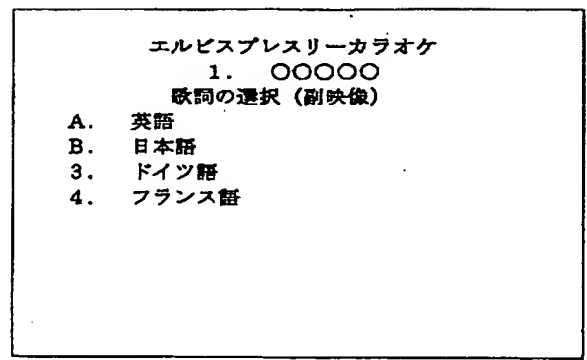 エルビスプレスリーカラオケ
1. ○○○○○
歌詞の選択 (副映像)
A. 英語
B. 日本語
3. ドイツ語
4. フランス語